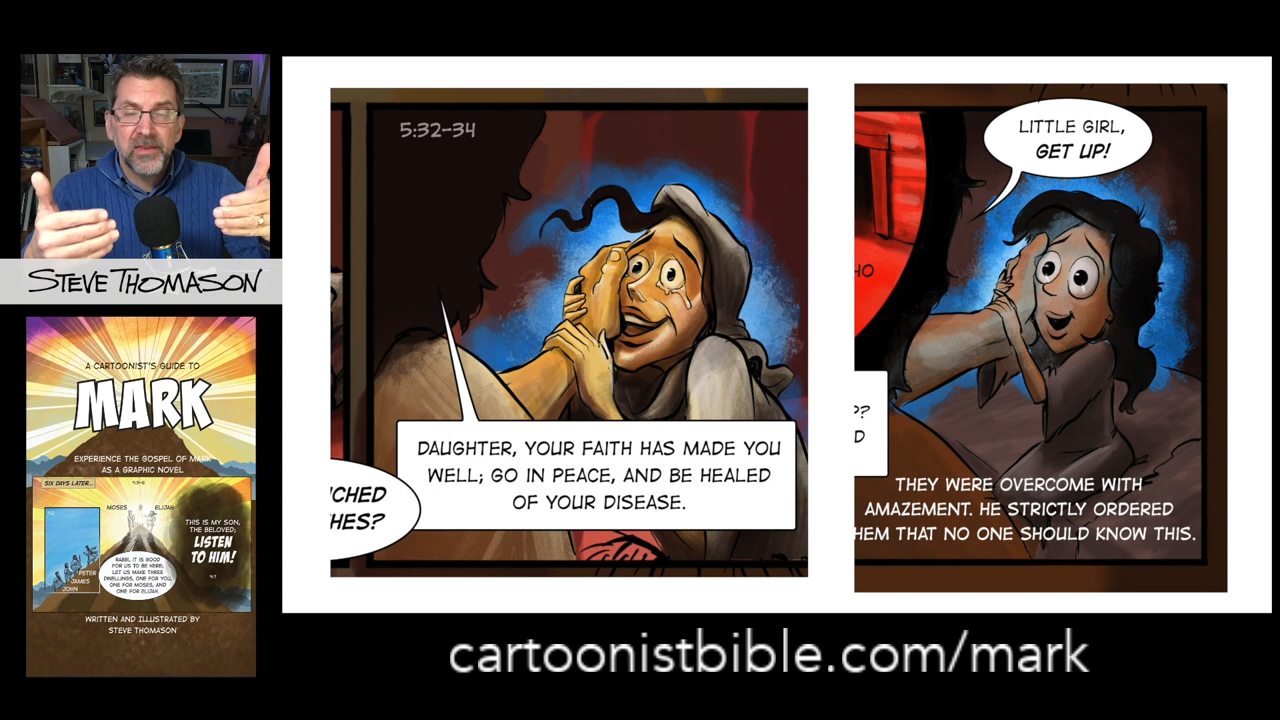 STEVE THOMASON
A CARTOONIST'S GUIDE TO
MARK
EXPERIENCE THE GOSPEL OF MARK
AS A GRAPHIC NOVEL
SIX DAYS LATER...
MOSES
ELIJAH
THIS IS MY SON,
THE BELOVED;
LISTEN
TO HIM!
9:7
RABBI, IT IS GOOD
FOR US TO BE HERE;
LET US MAKE THREE
DWELLINGS, ONE FOR YOU,
ONE FOR MOSES, AND
ONE FOR ELIJAH.
PETER
JAMES
JOHN
WRITTEN AND ILLUSTRATED BY
STEVE THOMASON
5:32-34
DAUGHTER, YOUR FAITH HAS MADE YOU
WELL; GO IN PEACE, AND BE HEALED
OF YOUR DISEASE.
CHED
HES?
LITTLE GIRL,
GET UP!
HO
P?
D
THEY WERE OVERCOME WITH
AMAZEMENT. HE STRICTLY ORDERED
HEM THAT NO ONE SHOULD KNOW THIS.
cartoonistbible.com/mark